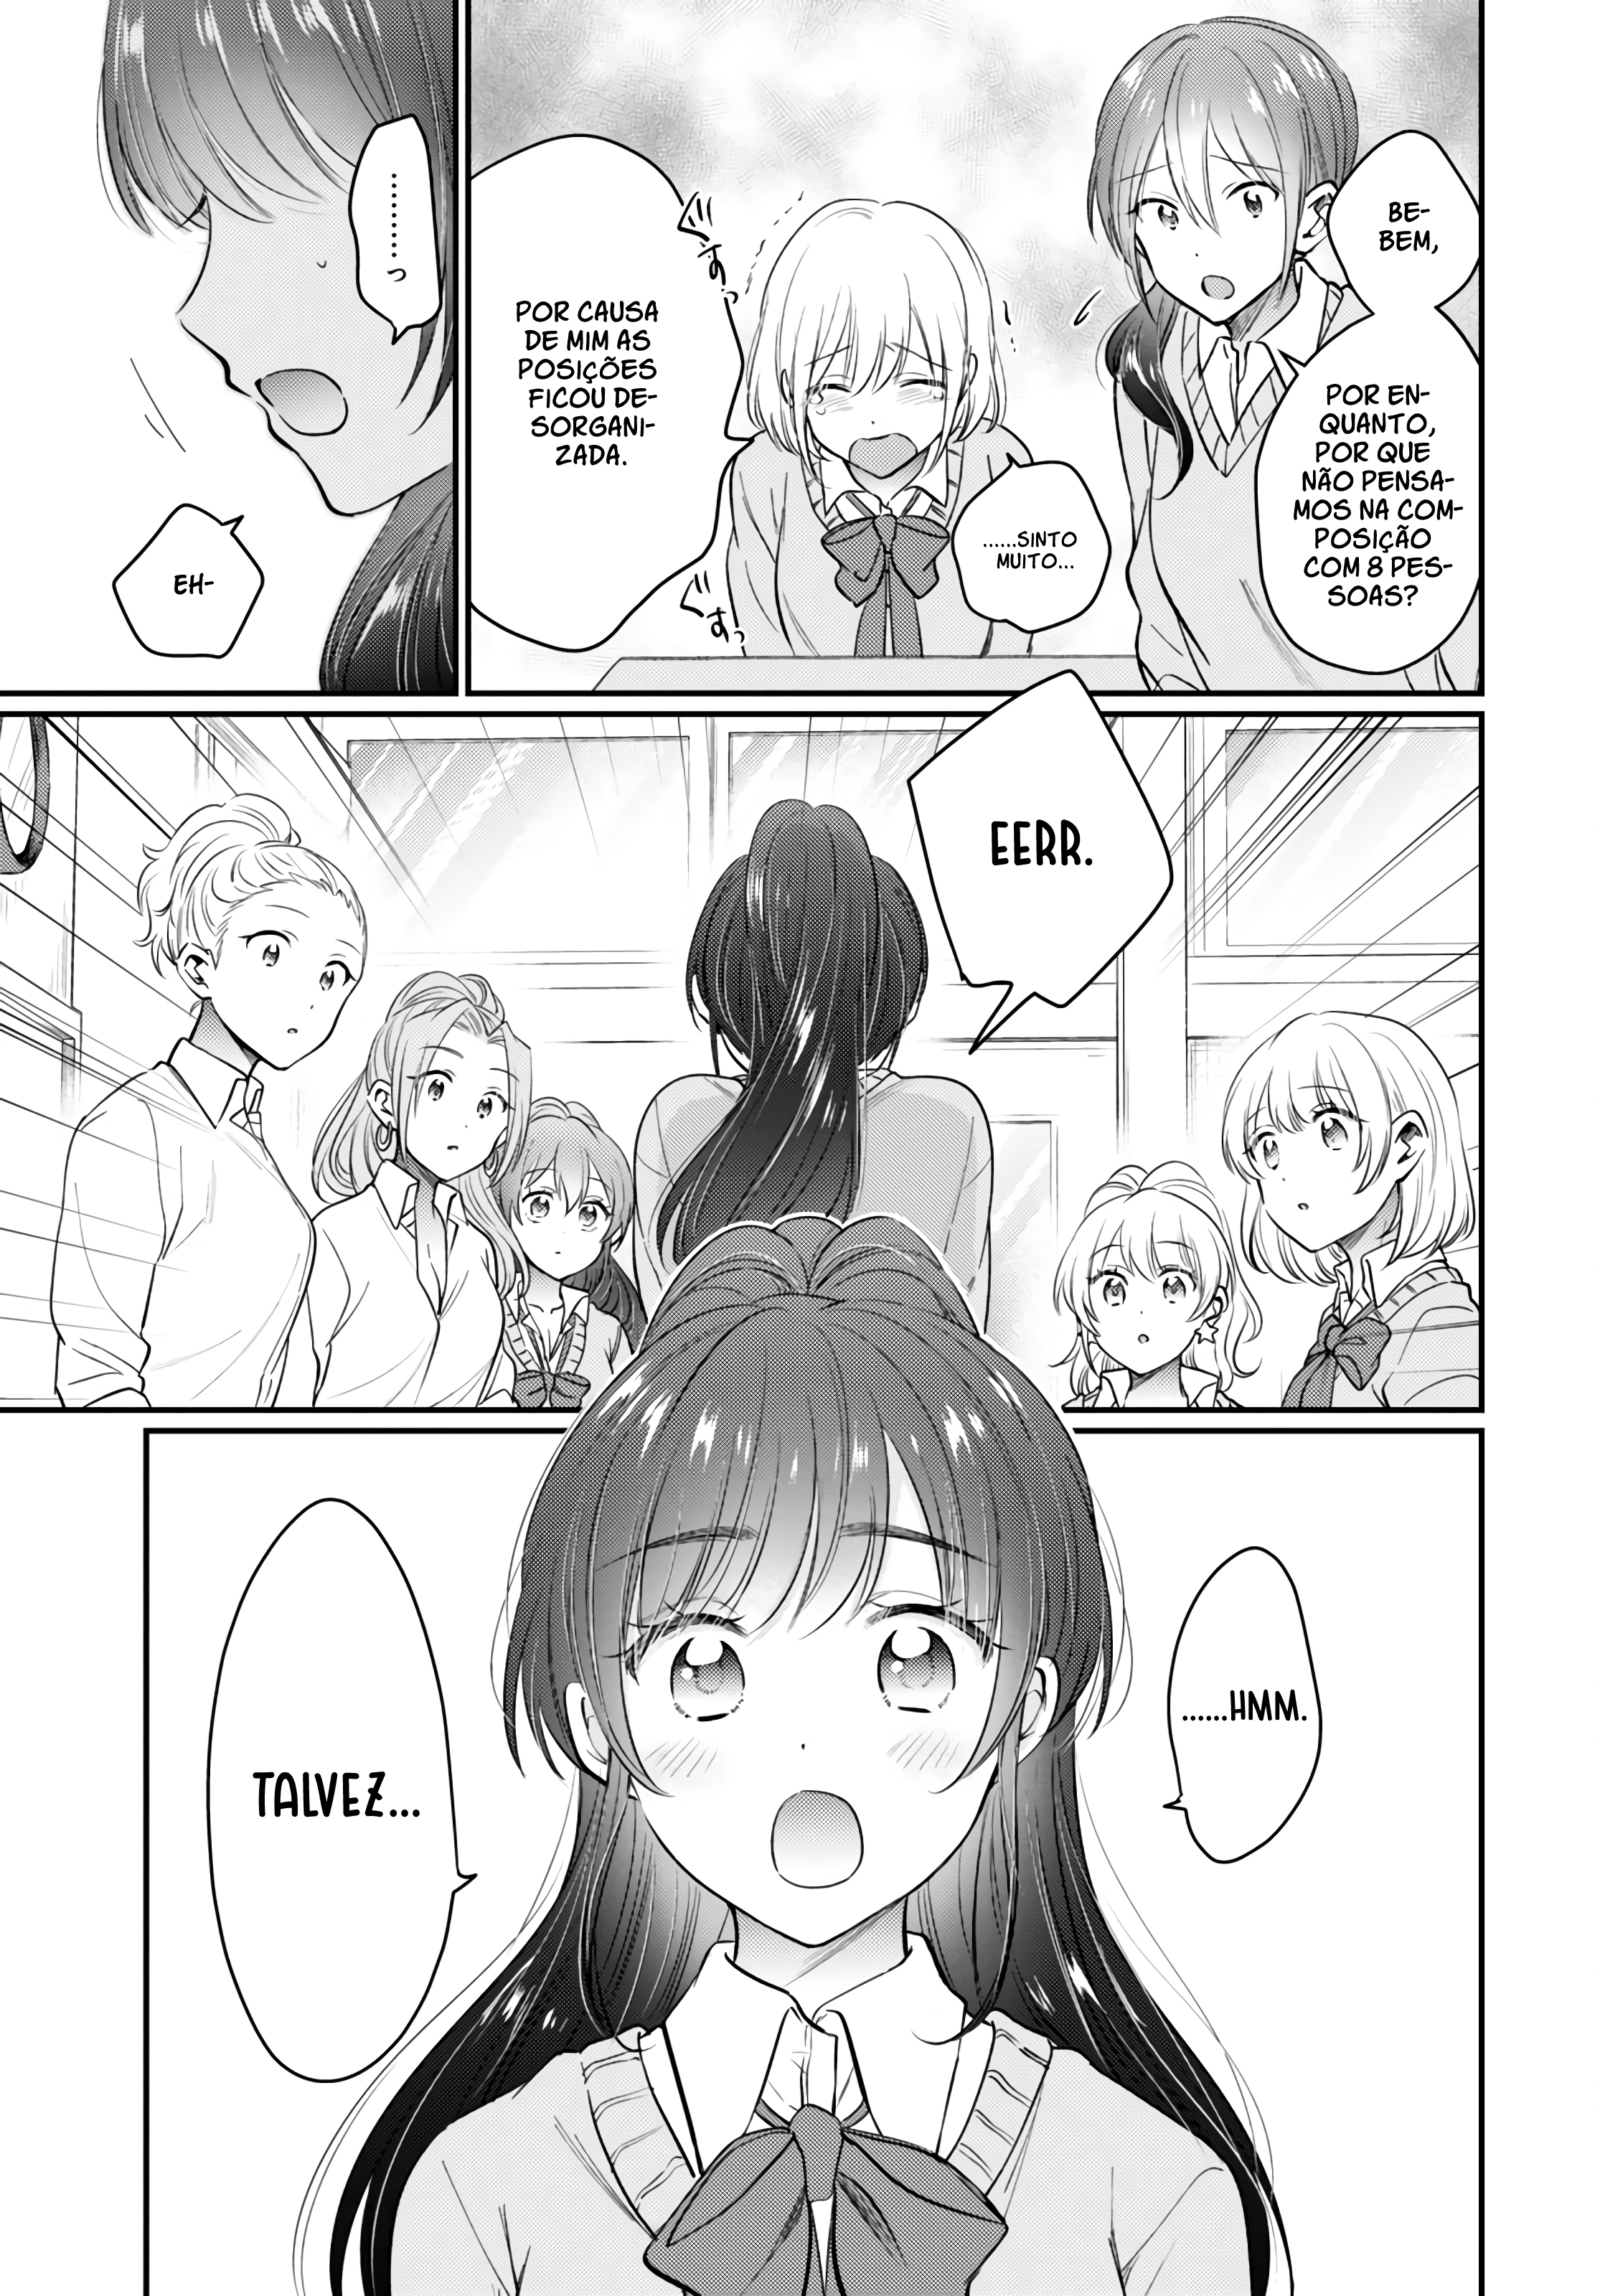 BE-
BEM,
POR EN-
QUANTO,
POR QUE
NÃO PENSA-
MOS NA COM-
POSIÇÃO
COM 8 PES-
SOAS?
......SINTO
MUITO...
ぐすっ
POR CAUSA
DE MIM AS
POSIÇÕES
FICOU DE-
SORGANI-
ZADA.
ぐすっ
.........っ
EH-
EERR.
......HMM.
TALVEZ...